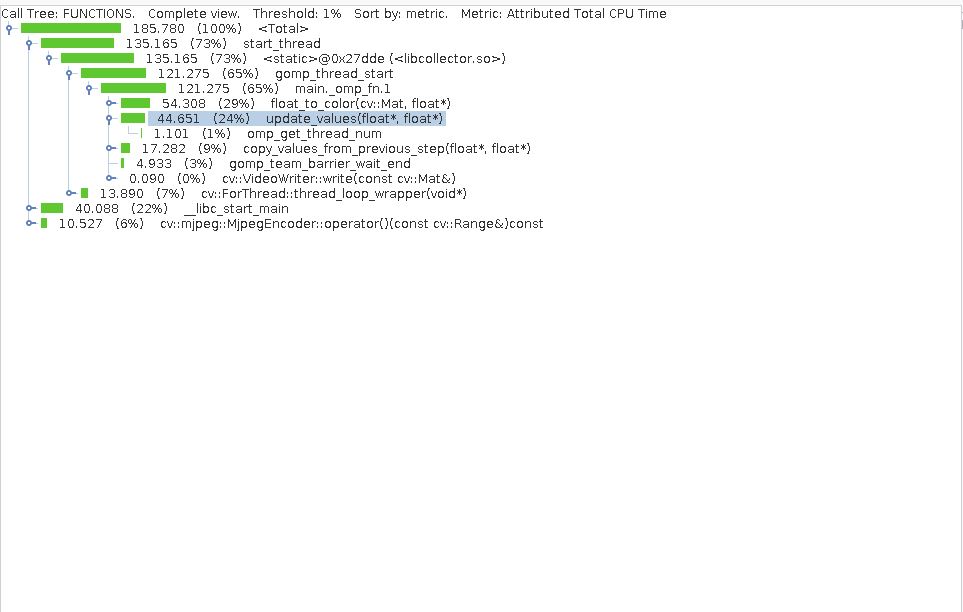 Call Tree: FUNCTIONS.   Complete view.   Threshold: 1%   Sort by: metric.   Metric: Attributed Total CPU Time
185.780   (100%)   <Total>
135.165   (73%)   start_thread
135.165   (73%)   <static>@0x27dde (<libcollector.so>)
121.275   (65%)   gomp_thread_start
121.275   (65%)   main._omp_fn.1
54.308   (29%)   float_to_color(cv::Mat, float*)
44.651   (24%)   update_values(float*, float*)
1.101   (1%)   omp_get_thread_num
17.282   (9%)   copy_values_from_previous_step(float*, float*)
4.933   (3%)   gomp_team_barrier_wait_end
0.090   (0%)   cv::VideoWriter::write(const cv::Mat&)
13.890   (7%)   cv::ForThread::thread_loop_wrapper(void*)
40.088   (22%)   __libc_start_main
10.527   (6%)   cv::mjpeg::MjpegEncoder::operator()(const cv::Range&)const